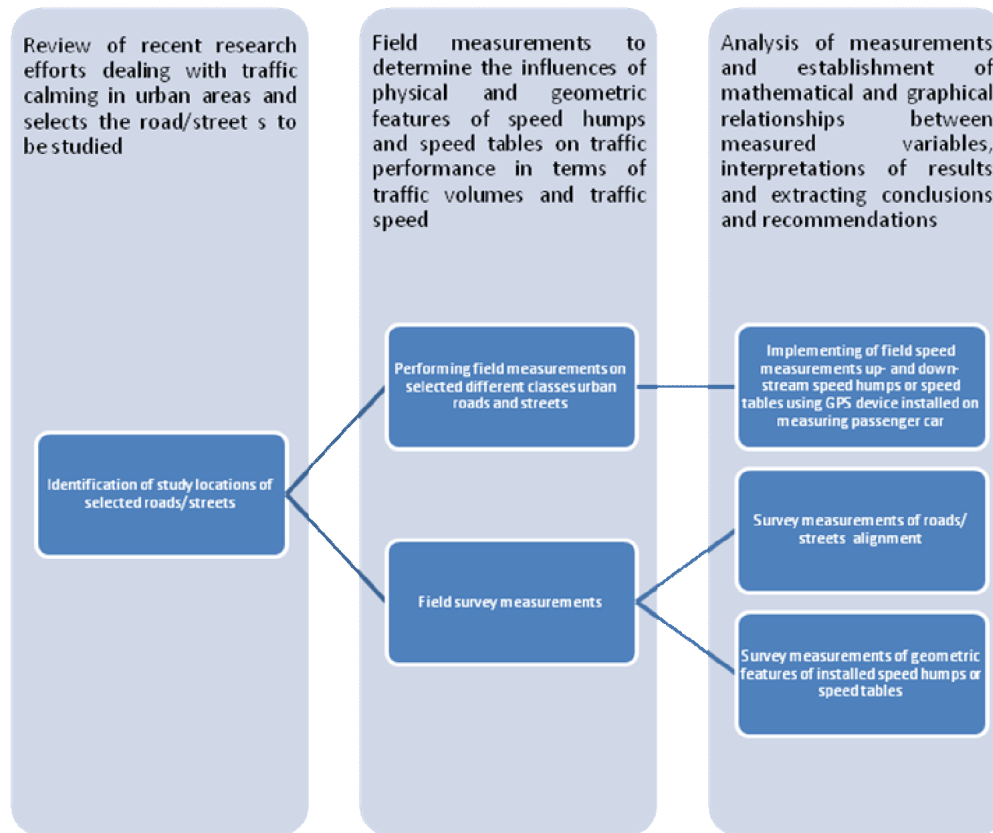 Review of recent research
efforts dealing with traffic
calming in urban areas and
selects the road/street s to
be studied
Field measurements to
determine the influences of
physical and geometric
features of speed humps
and speed tables on traffic
performance in terms of
traffic volumes and traffic
speed
Analysis of measurements
and establishment of
mathematical and graphical
relationships between
measured variables,
interpretations of results
and extracting conclusions
and recommendations
Identification of study locations of
selected roads/streets
Performing field measurements on
selected different classes urban
roads and streets
Field survey measurements
Implementing of field speed
measurements up- and down-
stream speed humps or speed
tables using GPS device installed on
measuring passenger car
Survey measurements of roads/
streets alignment
Survey measurements of geometric
features of installed speed humps or
speed tables